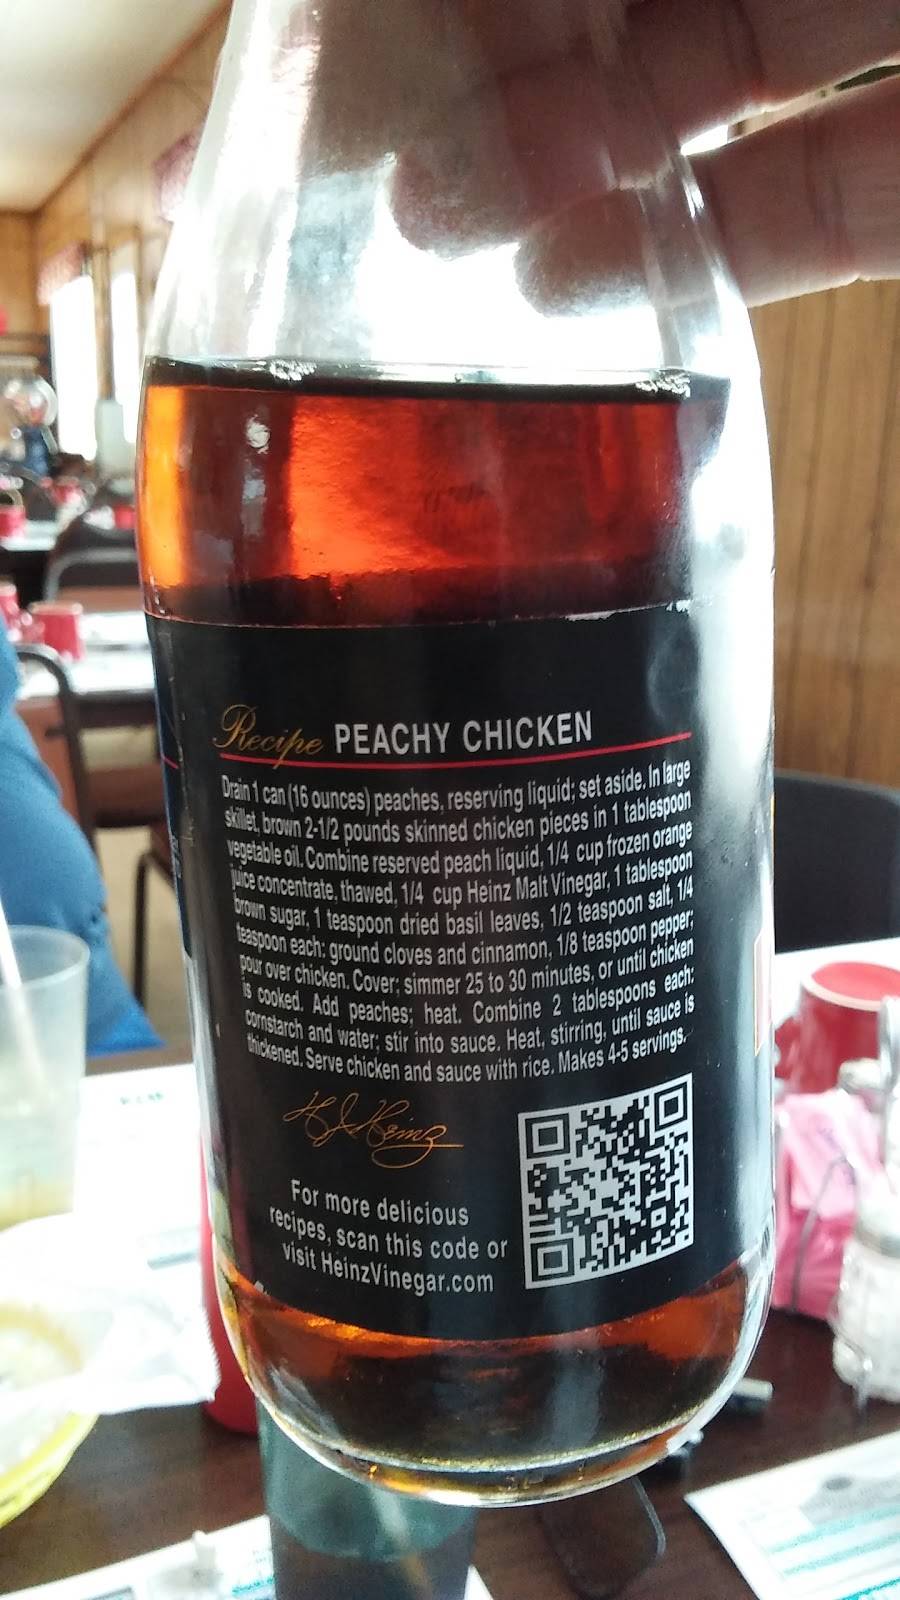 Recipe PEACHY CHICKEN
Drain 1 can (16 ounces) peaches, reserving liquid; set aside. In large
skillet, brown 2-1/2 pounds skinned chicken pieces in 1 tablespoon
vegetable oil. Combine reserved peach liquid, 1/4 cup frozen orange
juice concentrate, thawed, 1/4 cup Heinz Malt Vinegar, 1 tablespoon
brown sugar, 1 teaspoon dried basil leaves, 1/2 teaspoon salt, 1/4
teaspoon each: ground cloves and cinnamon, 1/8 teaspoon pepper;
pour over chicken. Cover; simmer 25 to 30 minutes, or until chicken
is cooked. Add peaches; heat. Combine 2 tablespoons each:
cornstarch and water; stir into sauce. Heat, stirring, until sauce is
thickened. Serve chicken and sauce with rice. Makes 4-5 servings.
H J Heinz
For more delicious
recipes, scan this code or
visit HeinzVinegar.com